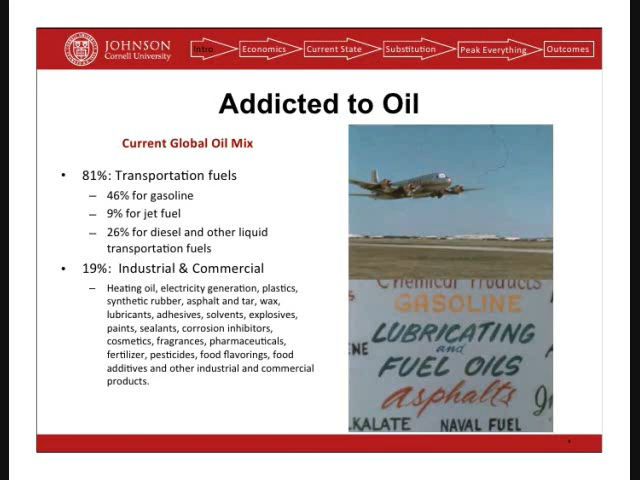 JOHNSON
Cornell University
Intro
Economics
Current State
Substitution
Peak Everything
Outcomes
Addicted to Oil
Current Global Oil Mix
• 81%: Transportation fuels
– 46% for gasoline
– 9% for jet fuel
– 26% for diesel and other liquid
transportation fuels
• 19%: Industrial & Commercial
– Heating oil, electricity generation, plastics,
synthetic rubber, asphalt and tar, wax,
lubricants, adhesives, solvents, explosives,
paints, sealants, corrosion inhibitors,
cosmetics, fragrances, pharmaceuticals,
fertilizer, pesticides, food flavorings, food
additives and other industrial and commercial
products.
Chemical Products
GASOLINE
LUBRICATING
and
FUEL OILS
asphalts
KALATE
NAVAL FUEL